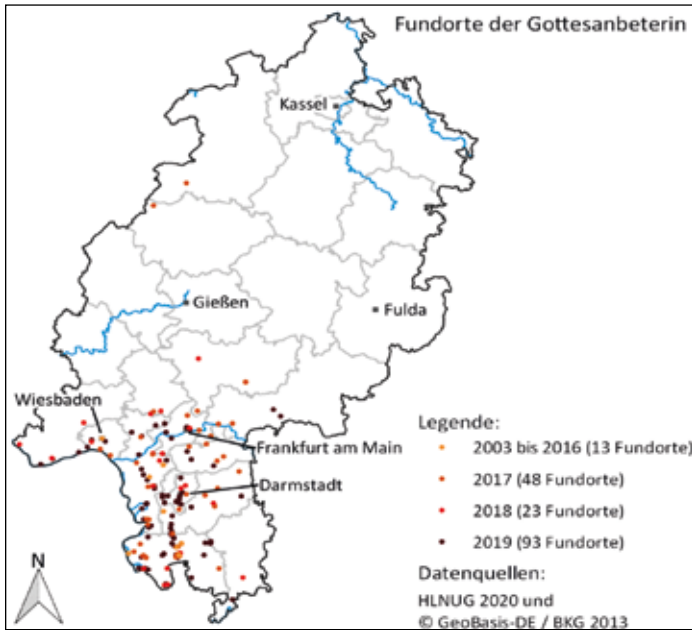 Fundorte der Gottesanbeterin
Kassel
Gießen
Fulda
Wiesbaden
Frankfurt am Main
Darmstadt
Legende:
2003 bis 2016 (13 Fundorte)
2017 (48 Fundorte)
2018 (23 Fundorte)
2019 (93 Fundorte)
Datenquellen:
HLNUG 2020 und
© GeoBasis-DE / BKG 2013
N